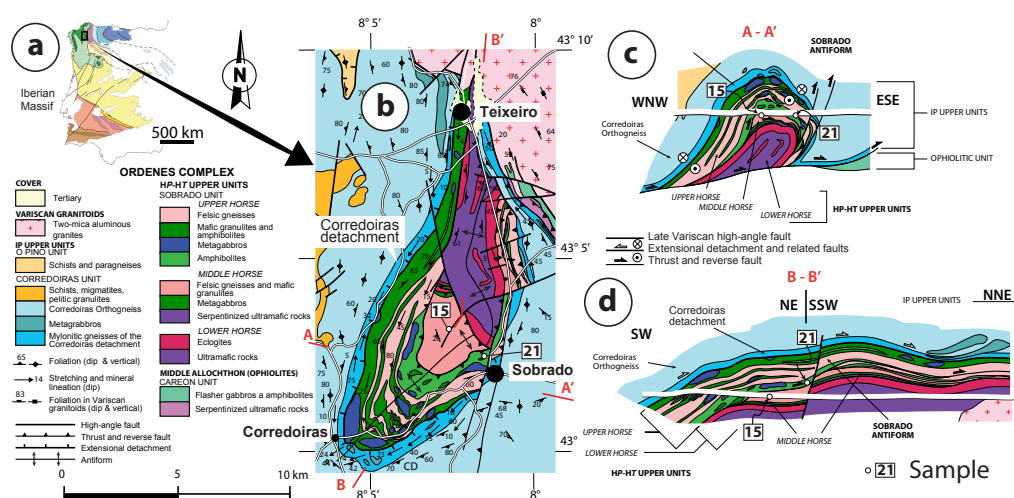 a
Iberian
Massif
500 km
N
ORDENES COMPLEX
COVER
Tertiary
VARISCAN GRANITOIDS
Two-mica aluminous
granites
IP UPPER UNITS
O PINO UNIT
Schists and paragneises
CORREDOIRAS UNIT
Schists, migmatites,
pelitic granulites
Corredoiras Orthogneiss
Metagrabbros
Mylonitic gneisses of the
Corredoiras detachment
65
Foliation (dip & vertical)
14
Stretching and mineral
lineation (dip)
83
Foliation in Variscan
granitoids (dip & vertical)
High-angle fault
Thrust and reverse fault
Extensional detachment
Antiform
0 5 10 km
HP-HT UPPER UNITS
SOBRADO UNIT
UPPER HORSE
Felsic gneisses
Mafic granulites and
amphibolites
Metagabbros
Amphibolites
MIDDLE HORSE
Felsic gneisses and mafic
granulites
Metagabbros
Serpentinized ultramafic rocks
LOWER HORSE
Eclogites
Ultramafic rocks
MIDDLE ALLOCHTHON (OPHIOLITES)
CAREON UNIT
Flasher gabbros a amphibolites
Serpentinized ultramafic rocks
8° 5' 8°
B'
43° 10'
b
Teixeiro
Corredoiras
detachment
43° 5'
15
21
A
Sobrado
A'
Corredoiras
43°
CD
B
8° 5' 8°
c
A - A'
SOBRADO
ANTIFORM
15
WNW
ESE
IP UPPER UNITS
Corredoiras
Orthogneiss
21
OPHIOLITIC UNIT
UPPER HORSE
MIDDLE HORSE
LOWER HORSE
HP-HT UPPER UNITS
Late Variscan high-angle fault
Extensional detachment and related faults
Thrust and reverse fault
B - B'
d
NE SSW
IP UPPER UNITS
NNE
Corredoiras
detachment
SW
21
Corredoiras
Orthogneiss
UPPER HORSE
LOWER HORSE
15
MIDDLE HORSE
SOBRADO
ANTIFORM
HP-HT UPPER UNITS
21 Sample